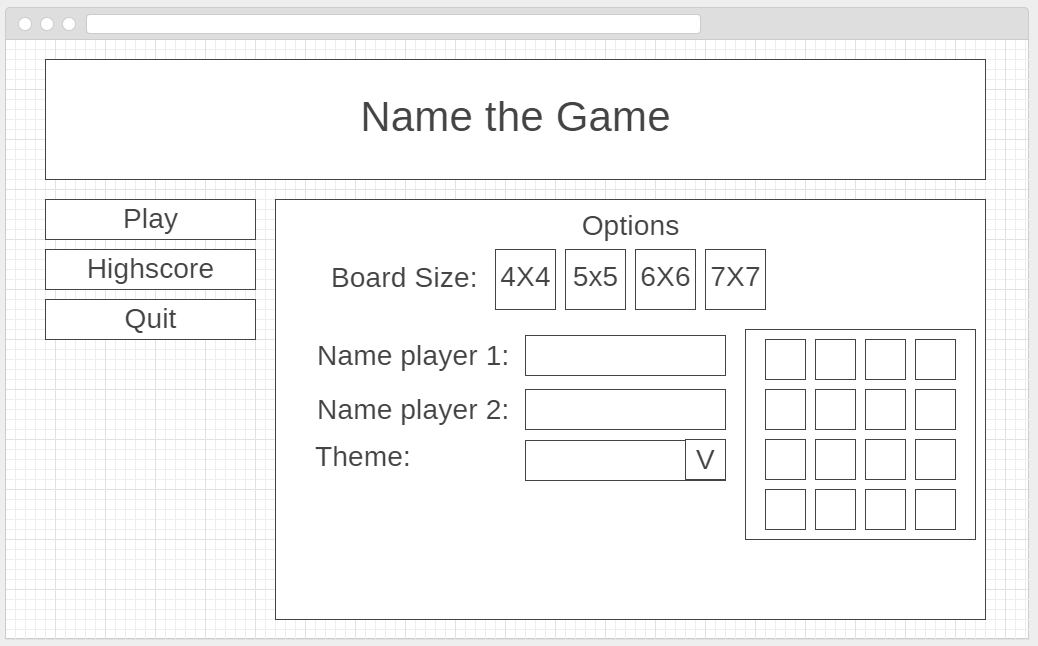 Name the Game
Play
Highscore
Quit
Options
Board Size: 4X4 5x5 6X6 7X7
Name player 1:
Name player 2:
Theme: V